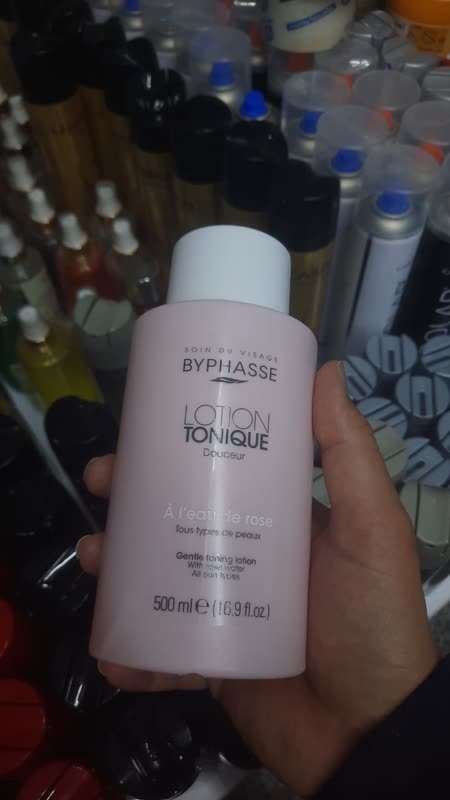 SOIN DU VISAGE
BYPHASSE
LOTION
TONIQUE
Douceur
À l'eau de rose
Tous types de peaux
Gentle toning lotion
With rose water
All skin types
500 ml ℮ (16.9 fl.oz.)